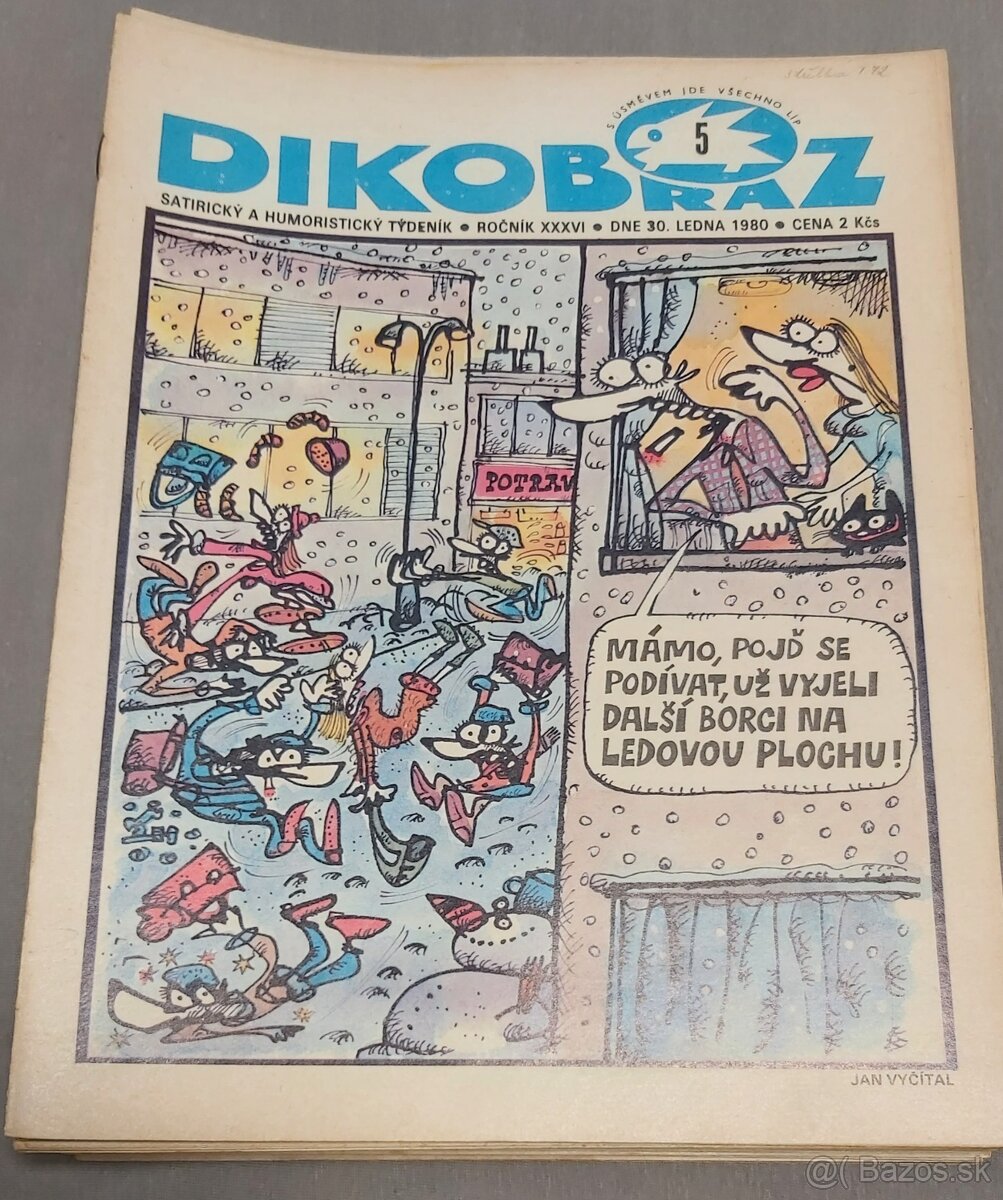 172
S ÚSMĚVEM JDE VŠECHNO LÍP
5
DIKOBRAZ
SATIRICKÝ A HUMORISTICKÝ TÝDENÍK • ROČNÍK XXXVI • DNE 30. LEDNA 1980 • CENA 2 Kčs
POTRAV
MÁMO, POJĎ SE
PODÍVAT, UŽ VYJELI
DALŠÍ BORCI NA
LEDOVOU PLOCHU!
JAN VYČÍTAL
@( Bazos.sk